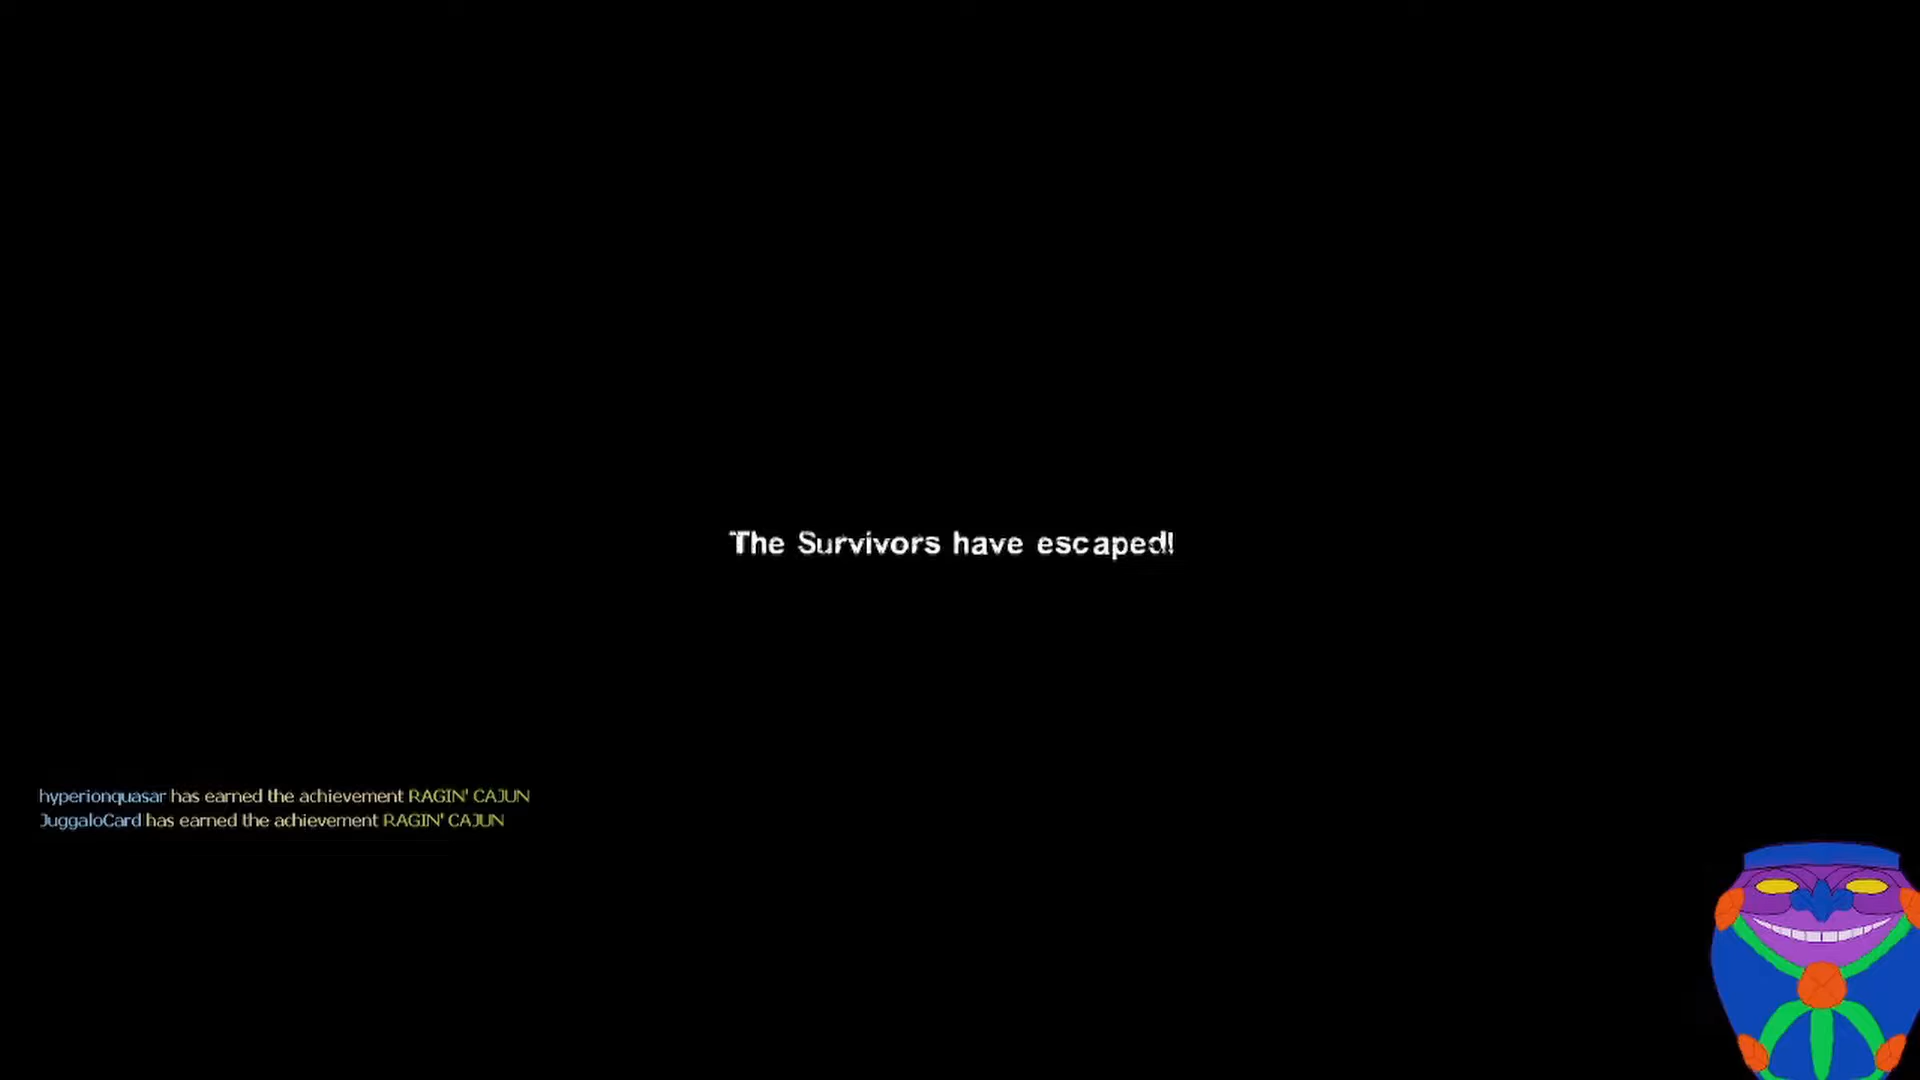 The Survivors have escaped!
hyperionquasar has earned the achievement RAGIN' CAJUN
JuggaloCard has earned the achievement RAGIN' CAJUN